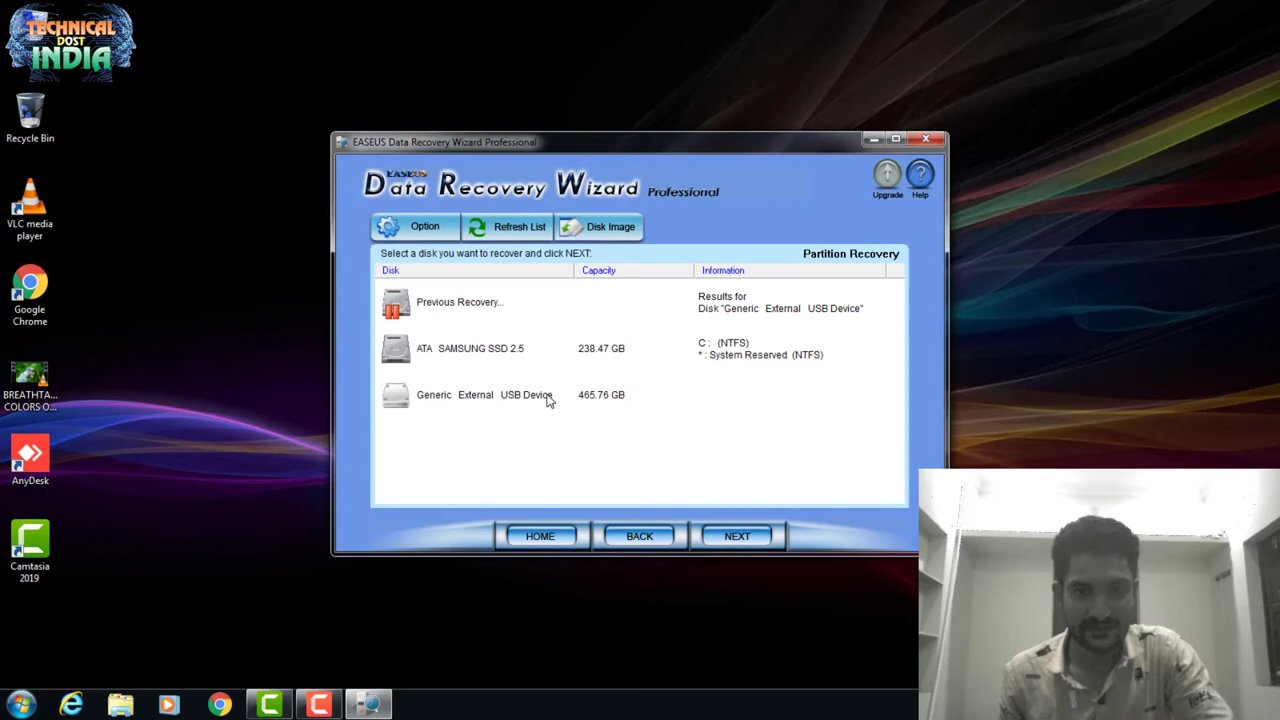 TECHNICAL
DOST
INDIA
Recycle Bin
VLC media
player
Google
Chrome
BREATHTA...
COLORS O...
AnyDesk
Camtasia
2019
EASEUS Data Recovery Wizard Professional
EASEUS
Data Recovery Wizard Professional
Upgrade
Help
Option
Refresh List
Disk Image
Select a disk you want to recover and click NEXT:
Partition Recovery
Disk
Capacity
Information
Previous Recovery...
Results for
Disk "Generic External USB Device"
ATA SAMSUNG SSD 2.5
238.47 GB
C : (NTFS)
* : System Reserved (NTFS)
Generic External USB Device
465.76 GB
HOME
BACK
NEXT